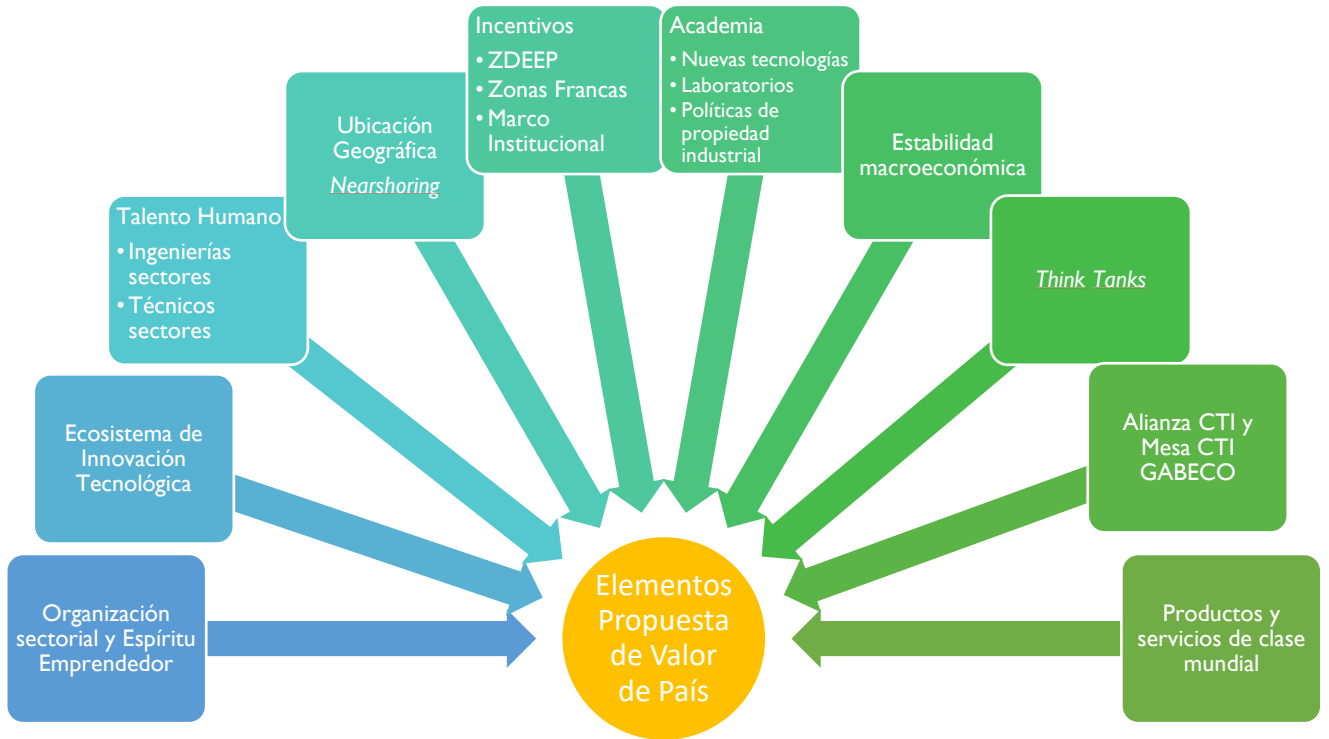 Incentivos
• ZDEEP
• Zonas Francas
• Marco
Institucional
Academia
• Nuevas tecnologías
• Laboratorios
• Políticas de
propiedad
industrial
Ubicación
Geográfica
Nearshoring
Estabilidad
macroeconómica
Talento Humano
• Ingenierías
sectores
• Técnicos
sectores
Think Tanks
Ecosistema de
Innovación
Tecnológica
Alianza CTI y
Mesa CTI
GABECO
Organización
sectorial y Espíritu
Emprendedor
Elementos
Propuesta
de Valor
de País
Productos y
servicios de clase
mundial